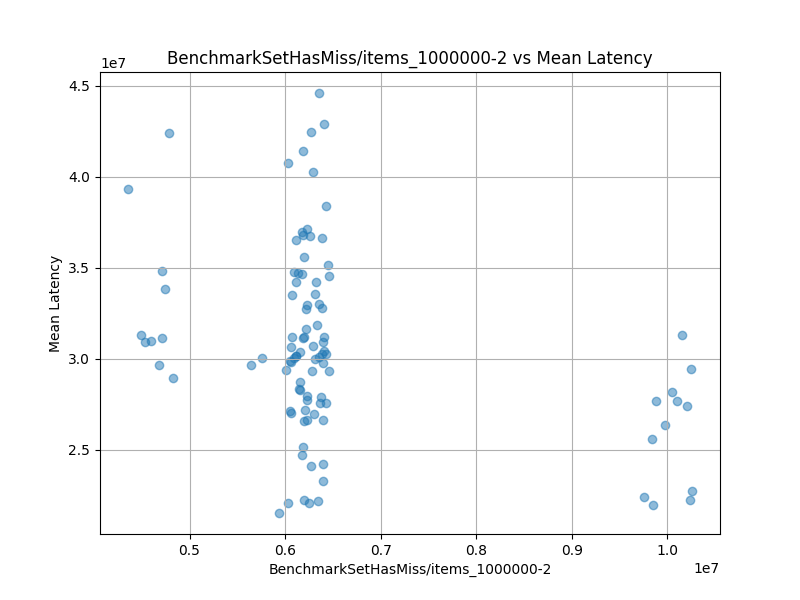 BenchmarkSetHasMiss/items_1000000-2 vs Mean Latency
1e7
4.5
4.0
3.5
3.0
2.5
Mean Latency
0.5 0.6 0.7 0.8 0.9 1.0
BenchmarkSetHasMiss/items_1000000-2
1e7